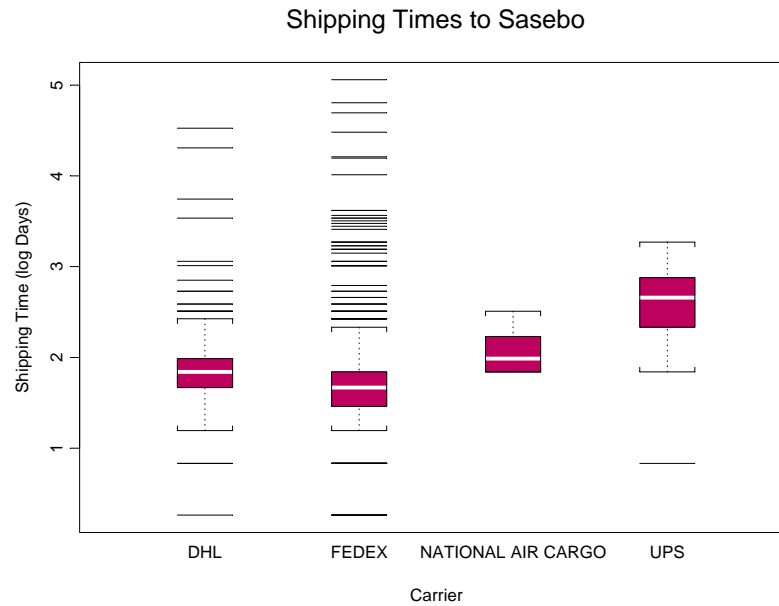 Shipping Times to Sasebo
Shipping Time (log Days)
5
4
3
2
1
DHL FEDEX NATIONAL AIR CARGO UPS
Carrier